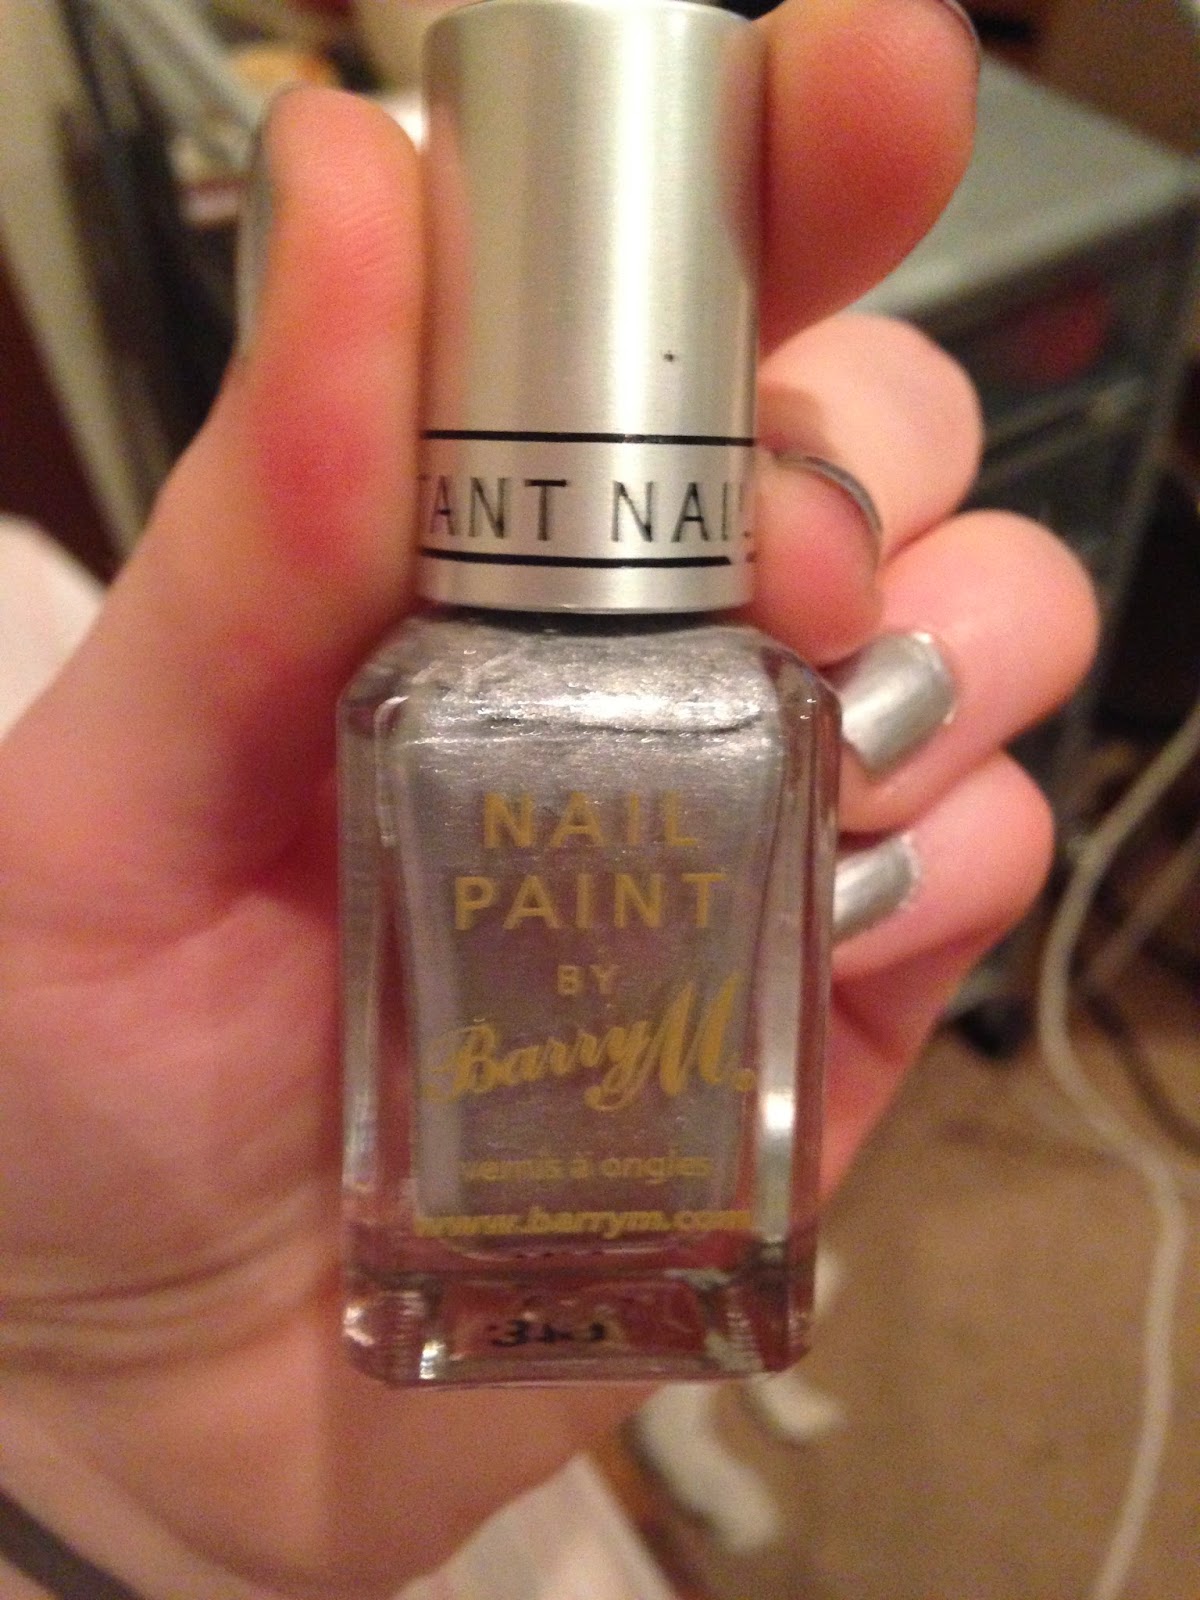 TANT NAI
NAIL
PAINT
BY
Barry M.
vernis à ongles
www.barrym.com